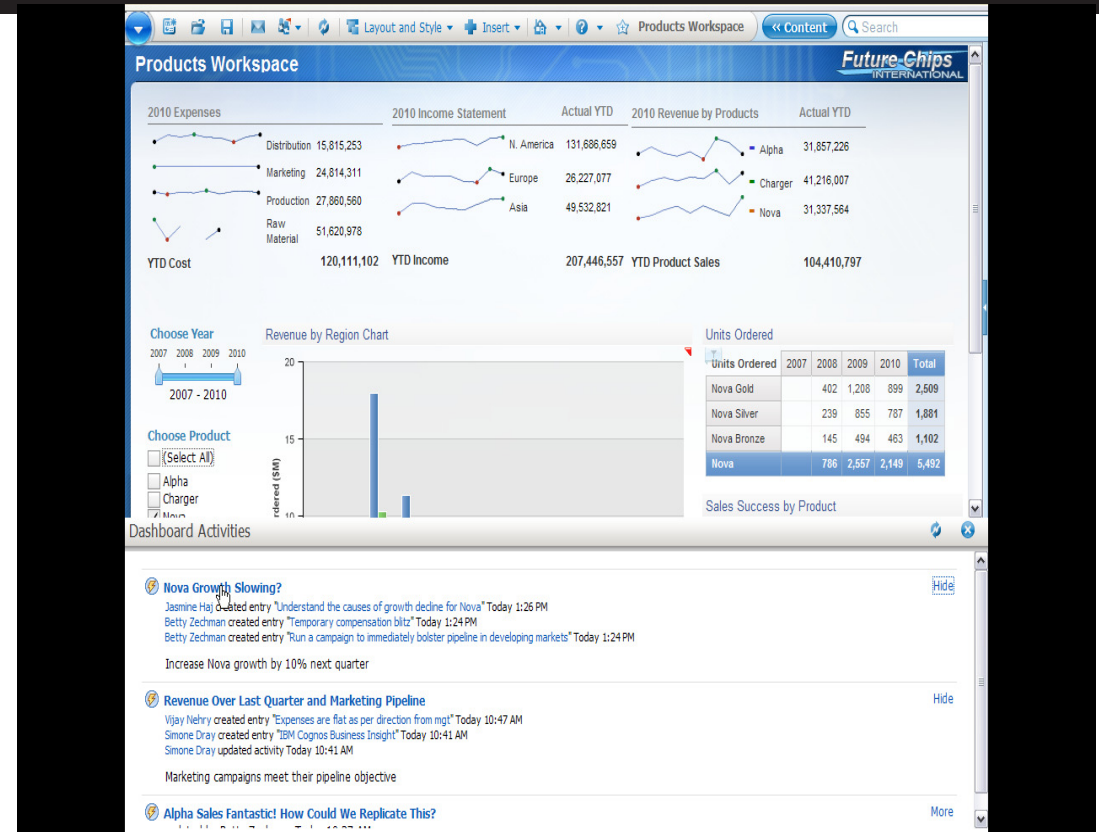 Layout and Style
Insert
Products Workspace
<< Content
Search
Products Workspace
Future-Chips
INTERNATIONAL
2010 Expenses
Distribution 15,815,253
Marketing 24,814,311
Production 27,860,560
Raw
Material 51,620,978
YTD Cost 120,111,102
2010 Income Statement Actual YTD
N. America 131,686,659
Europe 26,227,077
Asia 49,532,821
YTD Income 207,446,557
2010 Revenue by Products Actual YTD
Alpha 31,857,226
Charger 41,216,007
Nova 31,337,564
YTD Product Sales 104,410,797
Choose Year
2007 2008 2009 2010
2007 - 2010
Choose Product
(Select All)
Alpha
Charger
Nova
Revenue by Region Chart
20
15
10
dered ($M)
Units Ordered
Units Ordered 2007 2008 2009 2010 Total
Nova Gold 402 1,208 899 2,509
Nova Silver 239 855 787 1,881
Nova Bronze 145 494 463 1,102
Nova 786 2,557 2,149 5,492
Sales Success by Product
Dashboard Activities
Nova Growth Slowing? Hide
Jasmine Haj created entry "Understand the causes of growth decline for Nova" Today 1:26 PM
Betty Zechman created entry "Temporary compensation blitz" Today 1:24 PM
Betty Zechman created entry "Run a campaign to immediately bolster pipeline in developing markets" Today 1:24 PM
Increase Nova growth by 10% next quarter
Revenue Over Last Quarter and Marketing Pipeline Hide
Vijay Nehry created entry "Expenses are flat as per direction from mgt" Today 10:47 AM
Simone Dray created entry "IBM Cognos Business Insight" Today 10:41 AM
Simone Dray updated activity Today 10:41 AM
Marketing campaigns meet their pipeline objective
Alpha Sales Fantastic! How Could We Replicate This? More